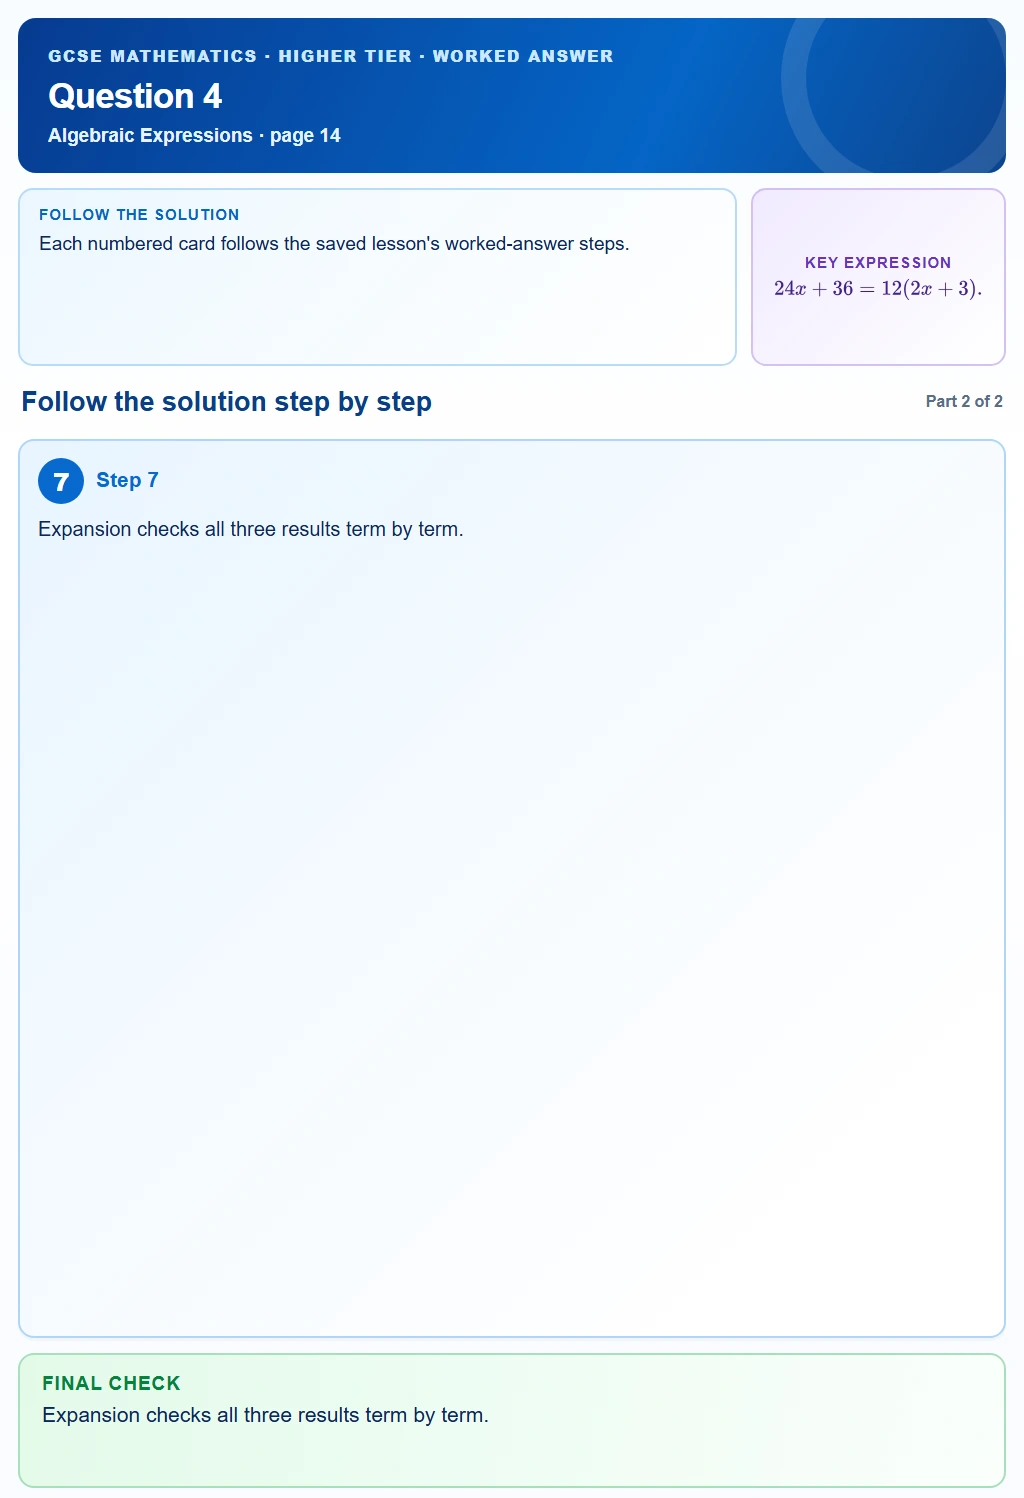 GCSE MATHEMATICS · HIGHER TIER · WORKED ANSWER
Question 4
Algebraic Expressions · page 14
FOLLOW THE SOLUTION
Each numbered card follows the saved lesson's worked-answer steps.
KEY EXPRESSION
24x + 36 = 12(2x + 3).
Follow the solution step by step
Part 2 of 2
7 Step 7
Expansion checks all three results term by term.
FINAL CHECK
Expansion checks all three results term by term.